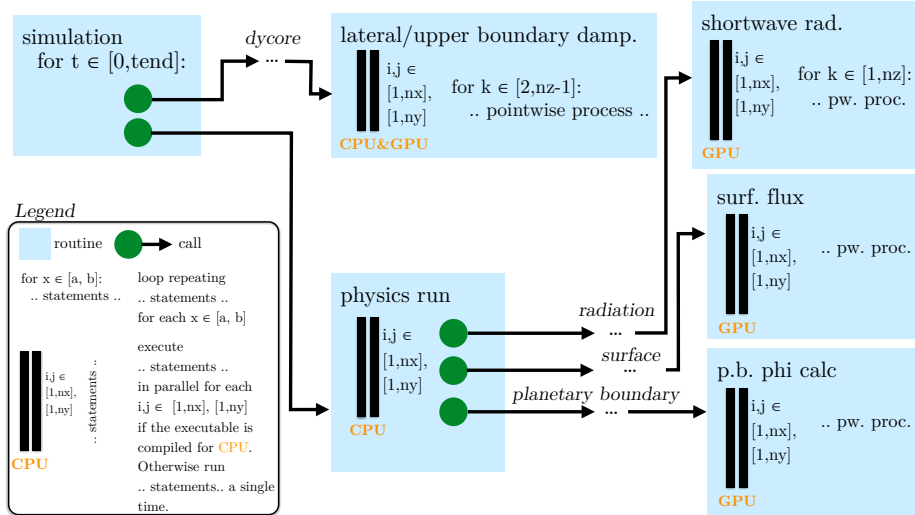 simulation
for t ∈ [0,tend]:
dycore
...
lateral/upper boundary damp.
i,j ∈
[1,nx],
[1,ny]
for k ∈ [2,nz-1]:
.. pointwise process ..
CPU&GPU
shortwave rad.
i,j ∈
[1,nx],
[1,ny]
for k ∈ [1,nz]:
.. pw. proc.
GPU
surf. flux
i,j ∈
[1,nx],
[1,ny]
.. pw. proc.
GPU
physics run
i,j ∈
[1,nx],
[1,ny]
CPU
radiation
...
surface
...
planetary boundary
...
p.b. phi calc
i,j ∈
[1,nx],
[1,ny]
.. pw. proc.
GPU
Legend
routine
call
for x ∈ [a, b]:
.. statements ..
loop repeating
.. statements ..
for each x ∈ [a, b]
i,j ∈
[1,nx],
[1,ny]
.. statements ..
CPU
execute
.. statements ..
in parallel for each
i,j ∈ [1,nx], [1,ny]
if the executable is
compiled for CPU.
Otherwise run
.. statements.. a single
time.